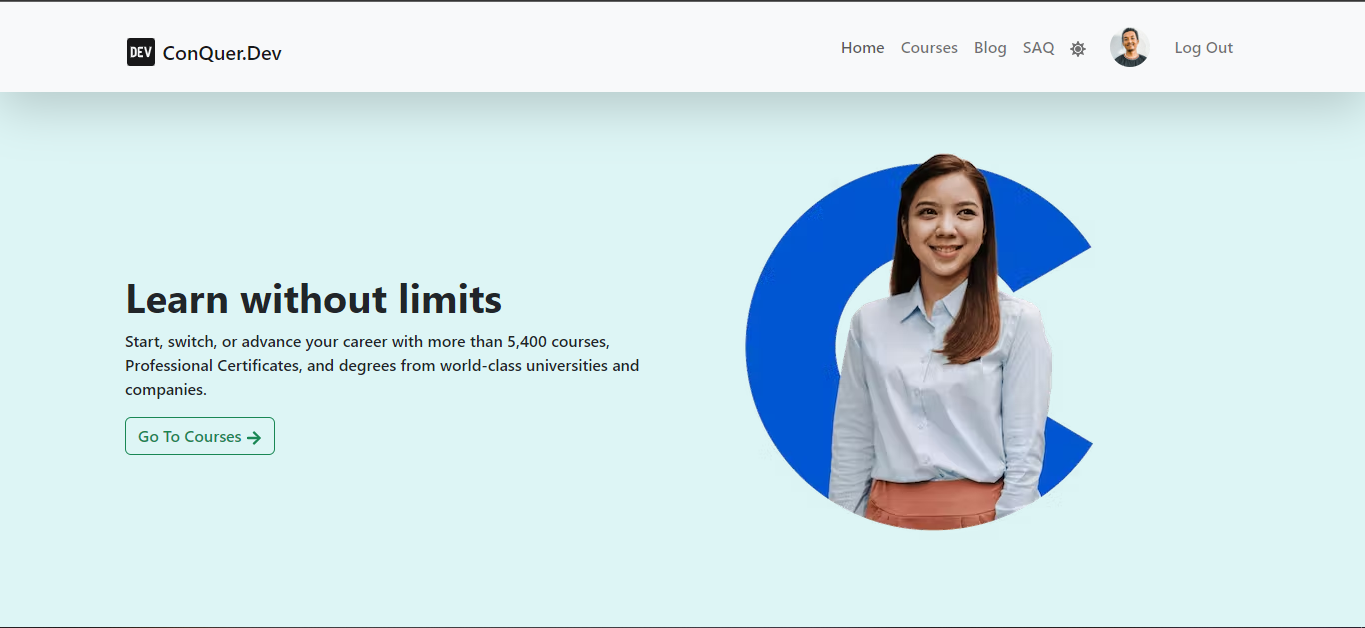 DEV ConQuer.Dev
Home Courses Blog SAQ Log Out
Learn without limits
Start, switch, or advance your career with more than 5,400 courses,
Professional Certificates, and degrees from world-class universities and
companies.
Go To Courses